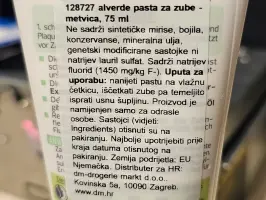 128727 alverde pasta za zube -
metvica, 75 ml
Ne sadrži sintetičke mirise, bojila,
konzervanse, mineralna ulja,
genetski modificirane sastojke ni
natrijev lauril sulfat. Sadrži natrijev
fluorid (1450 mg/kg F-). Uputa za
uporabu: nanijeti pastu na vlažnu
četkicu, iščetkati zube pa temeljito
isprati usnu šupljinu. Proizvod je
namijenjen samo za odrasle
osobe. Sastojci (vidjeti:
Ingredients) otisnuti su na
pakiranju. Najbolje upotrijebiti prije
kraja datuma otisnutog na
pakiranju. Zemlja podrijetla: EU,
Njemačka. Distributer za HR:
dm-drogerie markt d.o.o.,
Kovinska 5a, 10090 Zagreb.
www.dm.hr